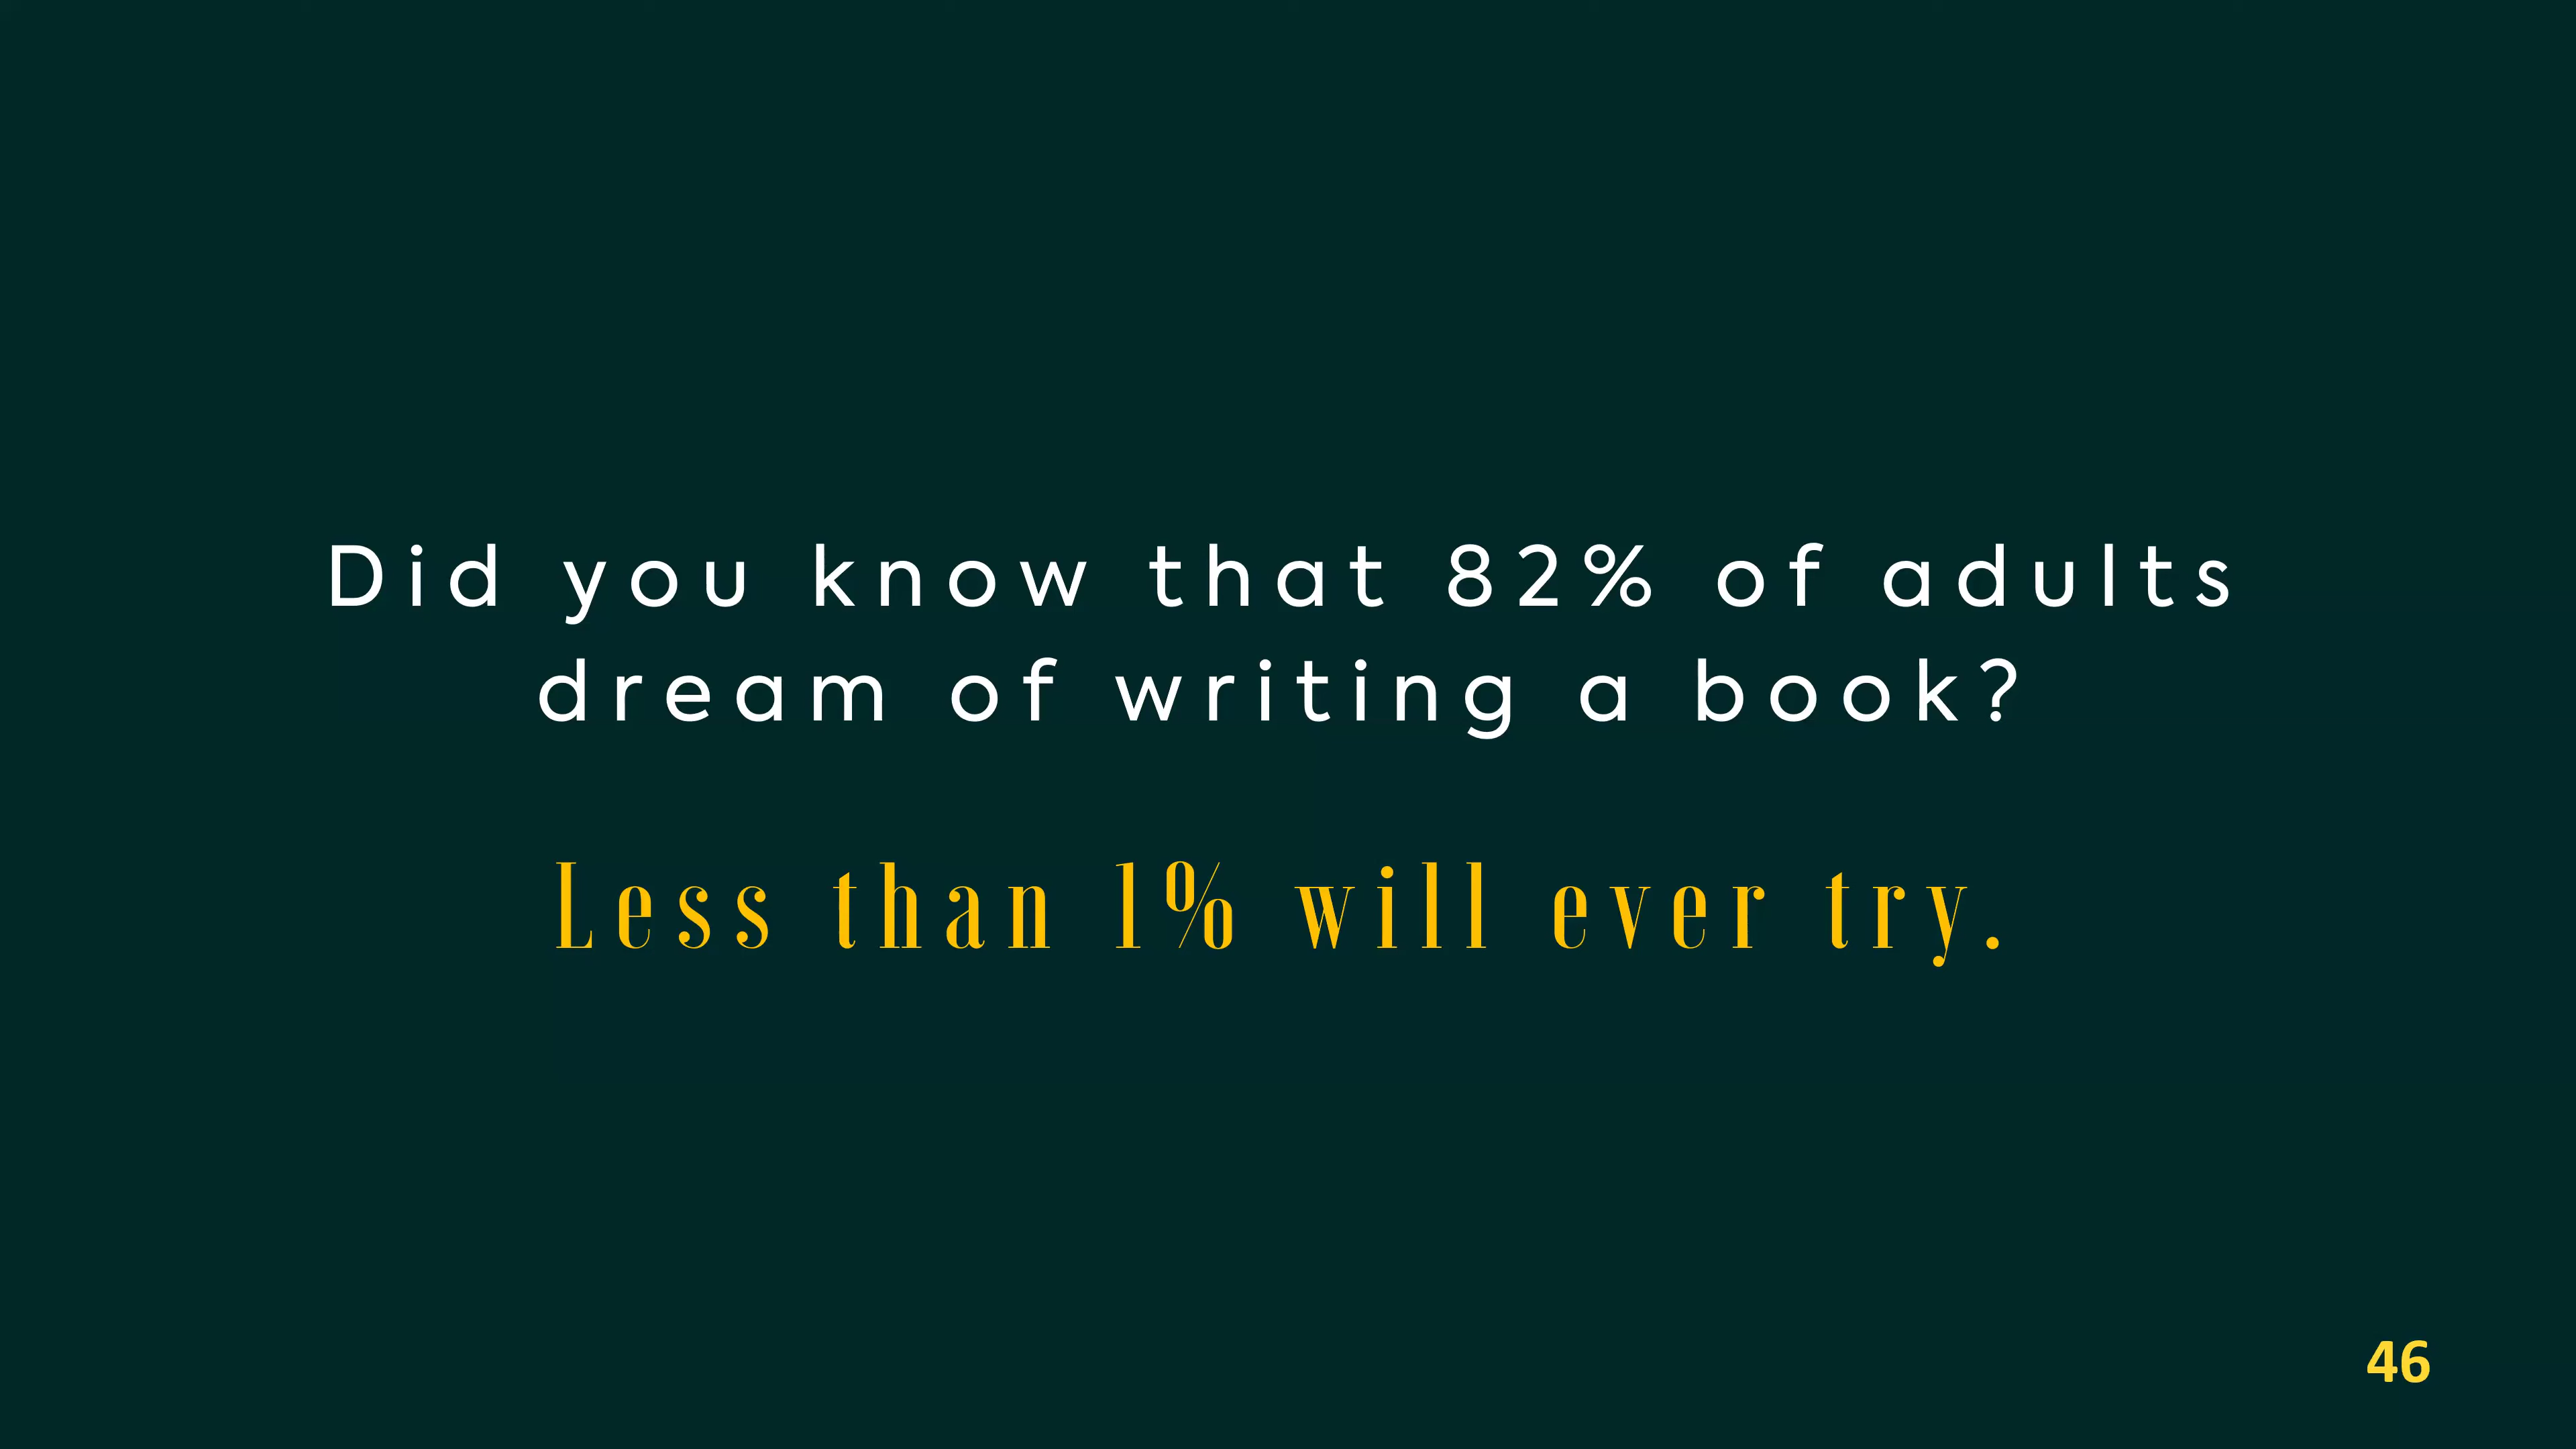 Did you know that 82% of adults
dream of writing a book?
Less than 1% will ever try.
46